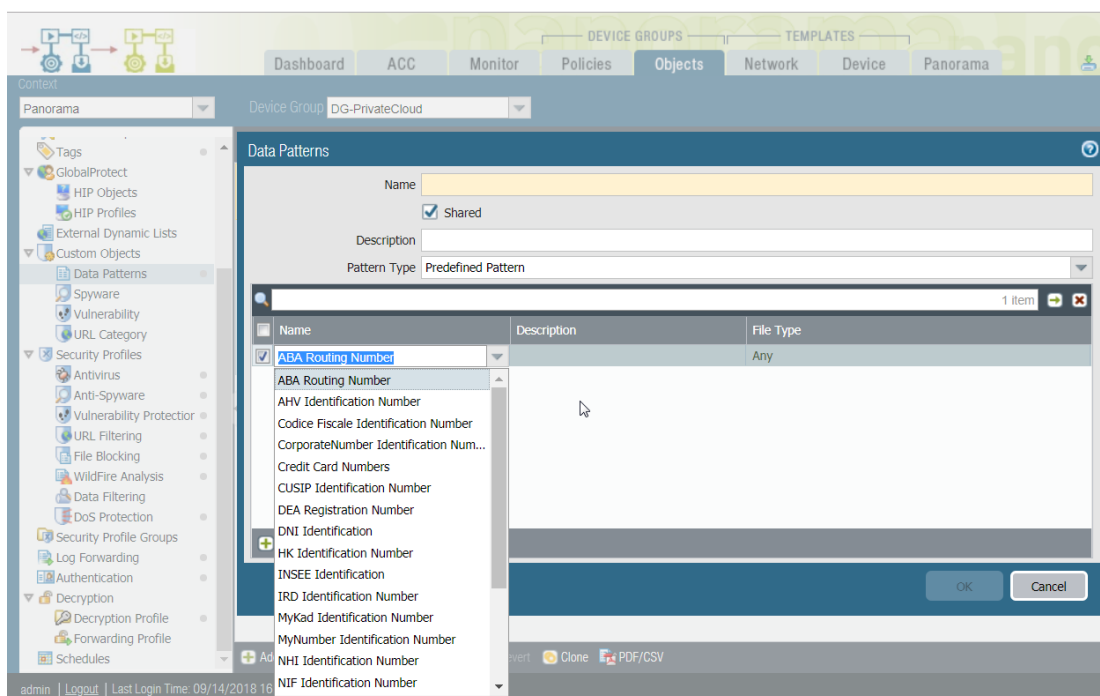 DEVICE GROUPS
TEMPLATES
Dashboard
ACC
Monitor
Policies
Objects
Network
Device
Panorama
Context
Panorama
Device Group
DG-PrivateCloud
Tags
GlobalProtect
HIP Objects
HIP Profiles
External Dynamic Lists
Custom Objects
Data Patterns
Spyware
Vulnerability
URL Category
Security Profiles
Antivirus
Anti-Spyware
Vulnerability Protection
URL Filtering
File Blocking
WildFire Analysis
Data Filtering
DoS Protection
Security Profile Groups
Log Forwarding
Authentication
Decryption
Decryption Profile
Forwarding Profile
Schedules
Data Patterns
Name
Shared
Description
Pattern Type Predefined Pattern
1 item
Name Description File Type
ABA Routing Number Any
ABA Routing Number
AHV Identification Number
Codice Fiscale Identification Number
CorporateNumber Identification Num...
Credit Card Numbers
CUSIP Identification Number
DEA Registration Number
DNI Identification
HK Identification Number
INSEE Identification
IRD Identification Number
MyKad Identification Number
MyNumber Identification Number
NHI Identification Number
NIF Identification Number
OK
Cancel
Clone
PDF/CSV
admin | Logout | Last Login Time: 09/14/2018 16